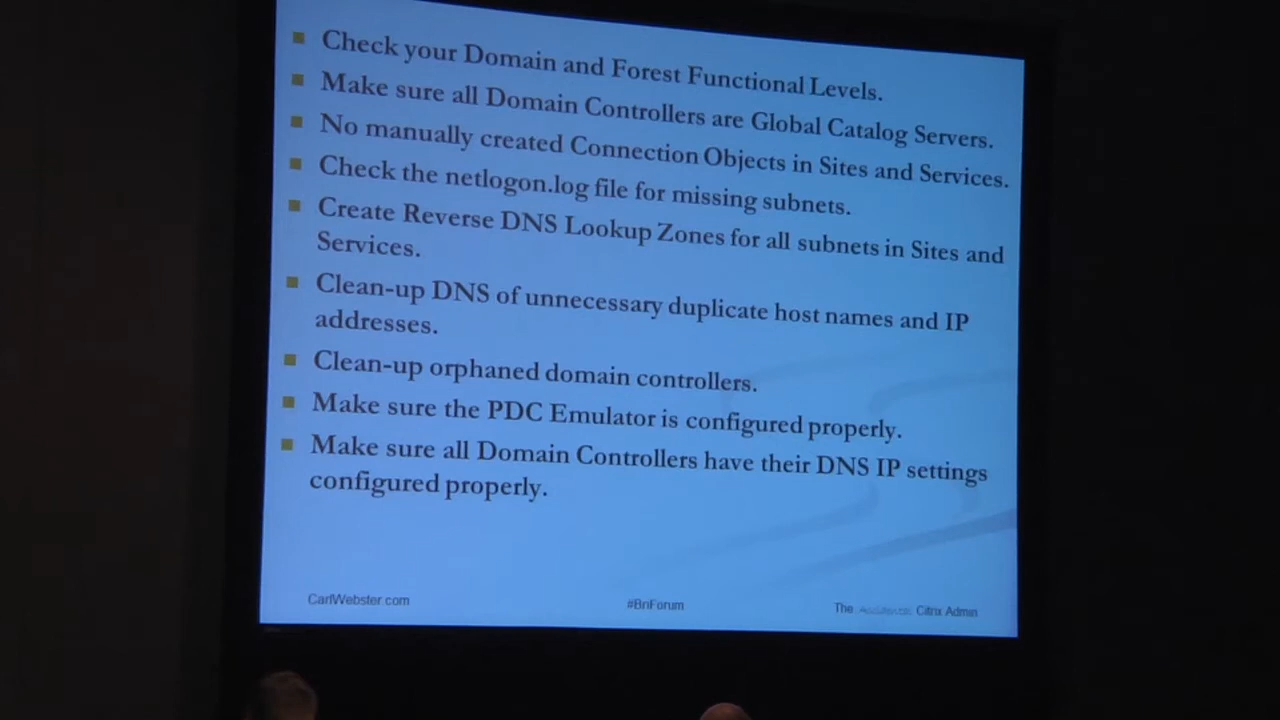 Check your Domain and Forest Functional Levels.
Make sure all Domain Controllers are Global Catalog Servers.
No manually created Connection Objects in Sites and Services.
Check the netlogon.log file for missing subnets.
Create Reverse DNS Lookup Zones for all subnets in Sites and
Services.
Clean-up DNS of unnecessary duplicate host names and IP
addresses.
Clean-up orphaned domain controllers.
Make sure the PDC Emulator is configured properly.
Make sure all Domain Controllers have their DNS IP settings
configured properly.
CarlWebster.com
#BriForum
The Citrix Admin